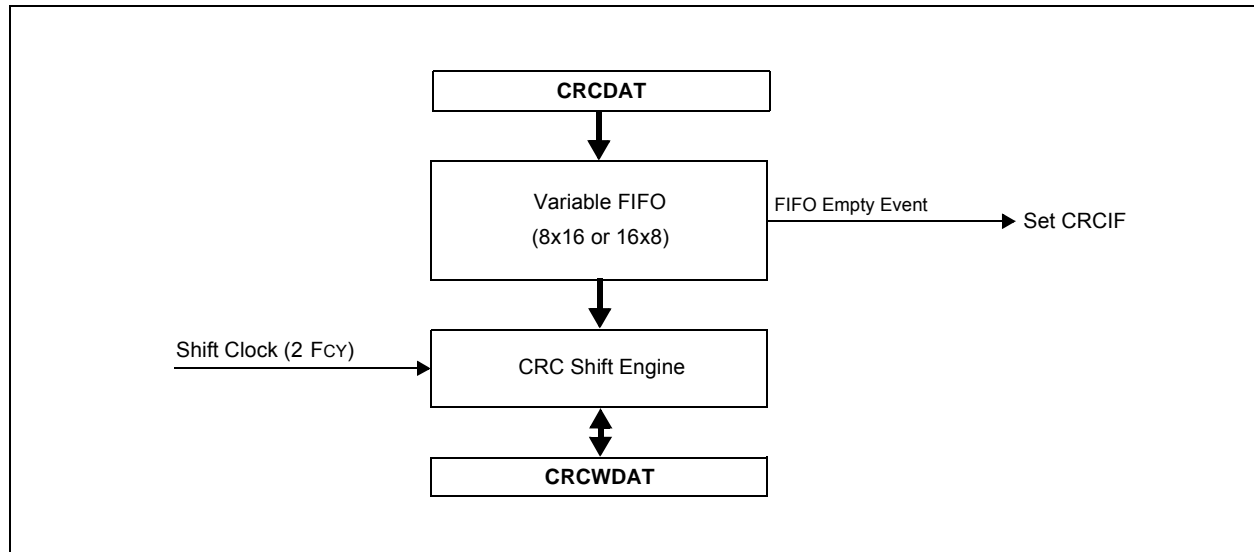 CRCDAT
Variable FIFO
(8x16 or 16x8)
FIFO Empty Event
Set CRCIF
Shift Clock (2 FCY)
CRC Shift Engine
CRCWDAT